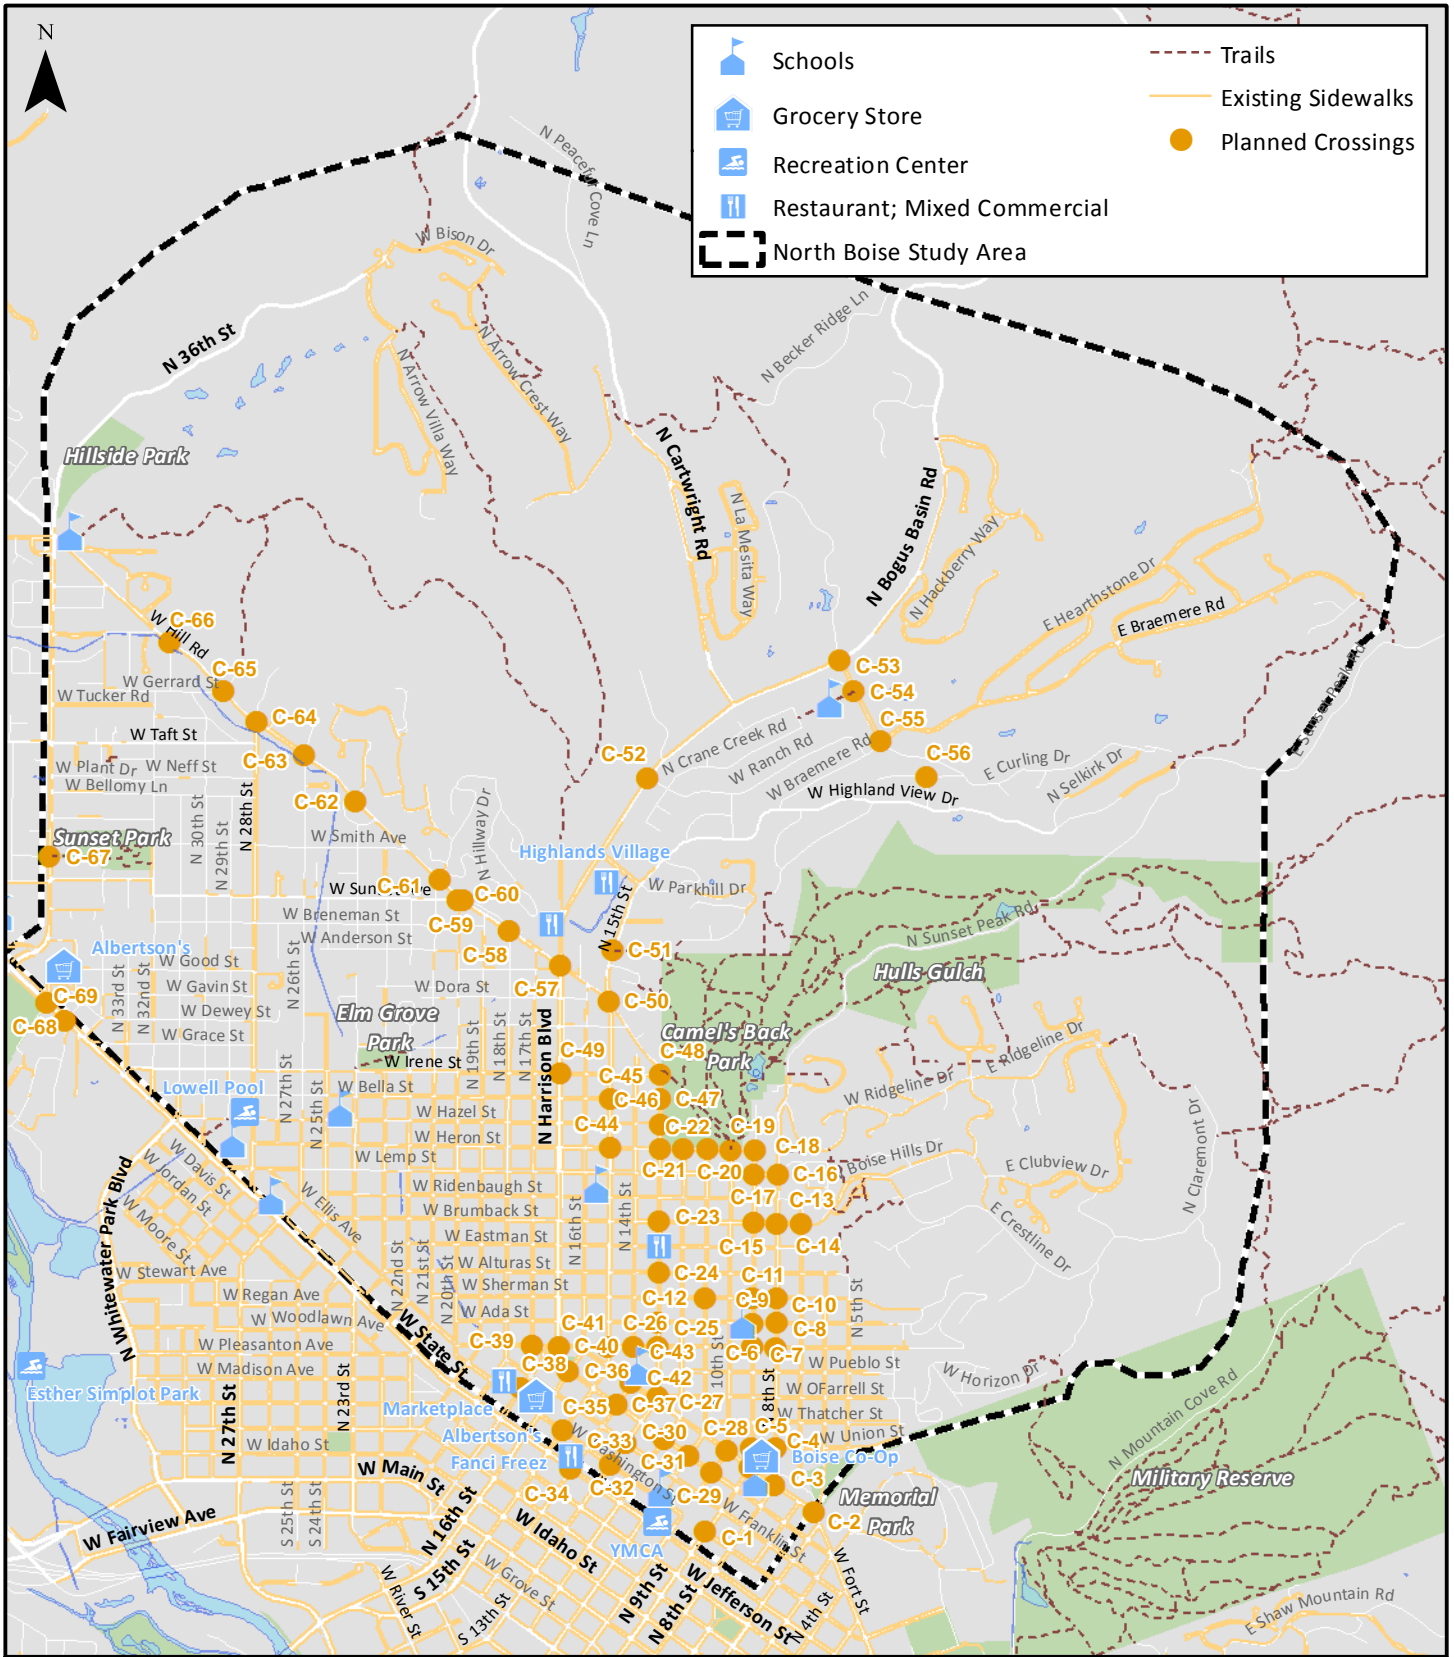 N
Schools
Grocery Store
Recreation Center
Restaurant; Mixed Commercial
North Boise Study Area
Trails
Existing Sidewalks
Planned Crossings
N Peaceful Cove Ln
W Bison Dr
N 36th St
N Arrow Crest Way
N Arrow Villa Way
N Becker Ridge Ln
Hillside Park
N Cartwright Rd
N La Mesita Way
N Bogus Basin Rd
N Hackberry Way
E Hearthstone Dr
E Braemere Rd
E Sunset Peak Rd
C-66
W Hill Rd
C-65
W Gerrard St
W Tucker Rd
C-64
W Taft St
C-63
W Plant Dr
W Neff St
W Bellomy Ln
C-62
C-53
C-54
C-55
C-52
N Crane Creek Rd
W Ranch Rd
W Braemere Rd
C-56
E Curling Dr
N Selkirk Dr
W Highland View Dr
N 30th St
N 29th St
N 28th St
W Smith Ave
N Hillway Dr
Sunset Park
C-67
Highlands Village
C-61
C-60
W Parkhill Dr
N 15th St
W Breneman St
C-59
W Anderson St
C-58
C-51
N Sunset Peak Rd
Albertson's
W Good St
Hulls Gulch
C-57
N 26th St
W Gavin St
W Dora St
C-69
C-68
N 33rd St
N 32nd St
W Dewey St
W Grace St
C-50
Elm Grove
Park
Camel's Back
Park
W Irene St
N 19th St
N 18th St
N 17th St
N Harrison Blvd
C-49
C-48
E Ridgeline Dr
W Ridgeline Dr
Lowell Pool
N 27th St
N 25th St
W Bella St
C-45
C-46
C-47
W Hazel St
W Heron St
C-44
C-22
C-19
C-18
W Lemp St
C-21
C-20
C-16
W Boise Hills Dr
E Clubview Dr
N Claremont Dr
N Whitewater Park Blvd
W Davis St
W Jordan St
W Moore St
W Ellis Ave
W Ridenbaugh St
W Brumback St
W Eastman St
N 16th St
N 14th St
C-17
C-13
C-23
C-15
C-14
E Crestline Dr
W Stewart Ave
N 22nd St
N 21st St
N 20th St
W Alturas St
W Sherman St
W Ada St
C-24
C-11
C-12
C-9
C-10
C-8
N 5th St
W Regan Ave
W Woodlawn Ave
W State St
W Pleasanton Ave
W Madison Ave
C-41
C-39
C-40
C-26
C-25
C-43
C-6
C-7
C-38
C-36
10th St
W Pueblo St
W Horizon Dr
Esther Simplot Park
N 27th St
N 23rd St
C-42
N 8th St
W OFarrell St
Marketplace
C-35
C-37
C-27
W Thatcher St
Albertson's
W Idaho St
C-30
C-28
C-5
C-4
W Union St
Fanci Freez
C-33
W Washington St
C-31
Boise Co-Op
N Mountain Cove Rd
Military Reserve
W Main St
C-34
C-32
C-29
C-3
Memorial
Park
C-2
S 25th St
S 24th St
W Fairview Ave
N 16th St
W Idaho St
YMCA
C-1
W Franklin St
S 15th St
W Grove St
W River St
S 13th St
N 9th St
N 8th St
W Jefferson St
N 4th St
W Fort St
E Shaw Mountain Rd